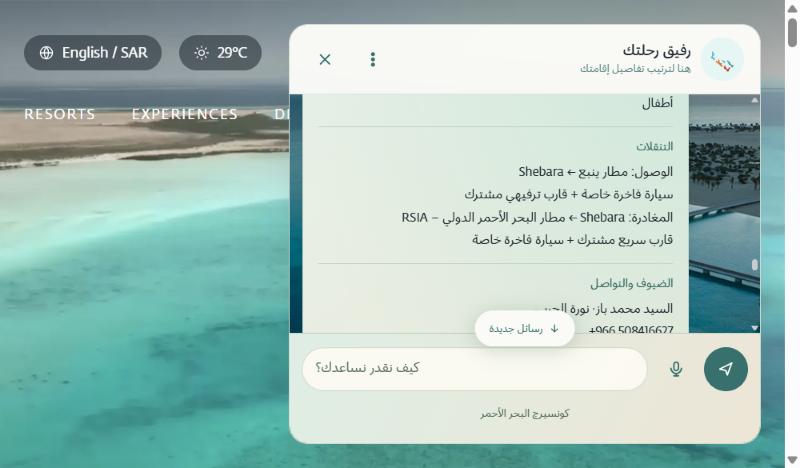 English / SAR
29°C
RESORTS
EXPERIENCES
رفيق رحلتك
هنا لترتيب تفاصيل إقامتك
أطفال
التنقلات
الوصول: مطار ينبع ← Shebara
سيارة فاخرة خاصة + قارب ترفيهي مشترك
المغادرة: Shebara ← مطار البحر الأحمر الدولي – RSIA
قارب سريع مشترك + سيارة فاخرة خاصة
الضيوف والتواصل
السيد محمد باز· نورة
+966 508416627
رسائل جديدة
كيف نقدر نساعدك؟
كونسيرج البحر الأحمر